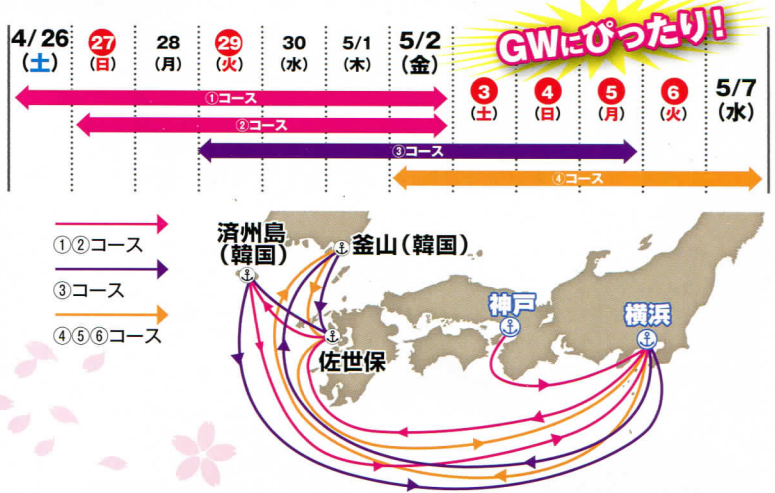 GWにぴったり！
4/26 27 28 29 30 5/1 5/2 3 4 5 6 5/7
(土) (日) (月) (火) (水) (木) (金) (土) (日) (月) (火) (水)
①コース
②コース
③コース
④コース
①②コース
③コース
④⑤⑥コース
済州島
(韓国)
釜山(韓国)
佐世保
神戸
横浜